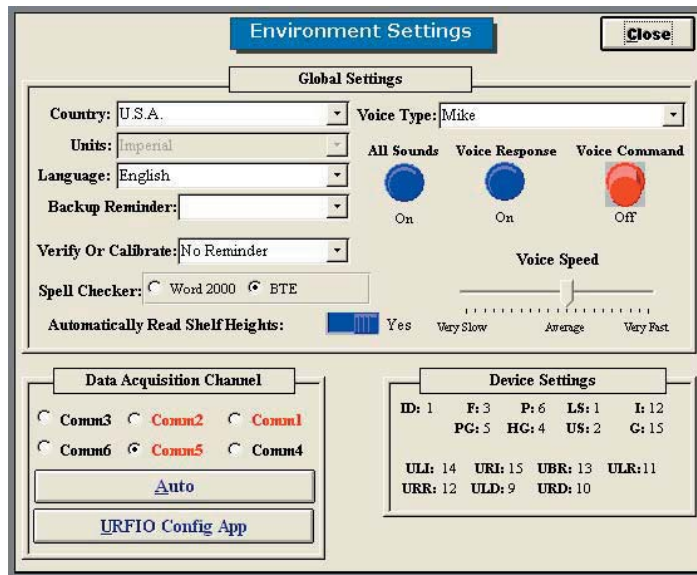 Environment Settings
Close
Global Settings
Country: U.S.A.
Voice Type: Mike
Units: Imperial
All Sounds Voice Response Voice Command
Language: English
Backup Reminder:
On On Off
Verify Or Calibrate: No Reminder
Voice Speed
Spell Checker: Word 2000 BTE
Automatically Read Shelf Heights: Yes
Very Slow Average Very Fast
Data Acquisition Channel
Comm3 Comm2 Comm1
Comm6 Comm5 Comm4
Auto
URFIO Config App
Device Settings
ID: 1 F: 3 P: 6 LS: 1 I: 12
PG: 5 HG: 4 US: 2 G: 15
ULI: 14 URI: 15 UBR: 13 ULR:11
URR: 12 ULD: 9 URD: 10